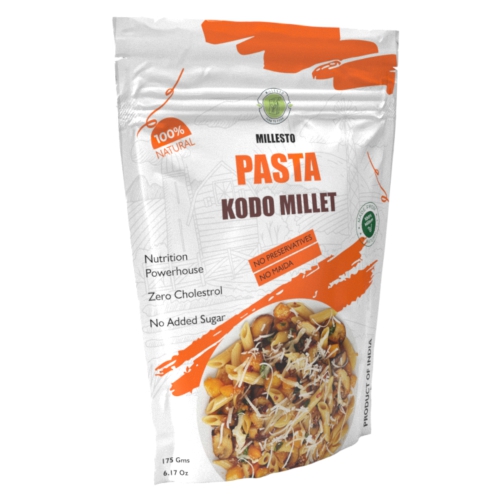 100%
NATURAL
MILLESTO
PASTA
KODO MILLET
NO PRESERVATIVES
NO MAIDA
Nutrition
Powerhouse
Zero Cholestrol
No Added Sugar
PRODUCT OF INDIA
175 Gms
6.17 Oz